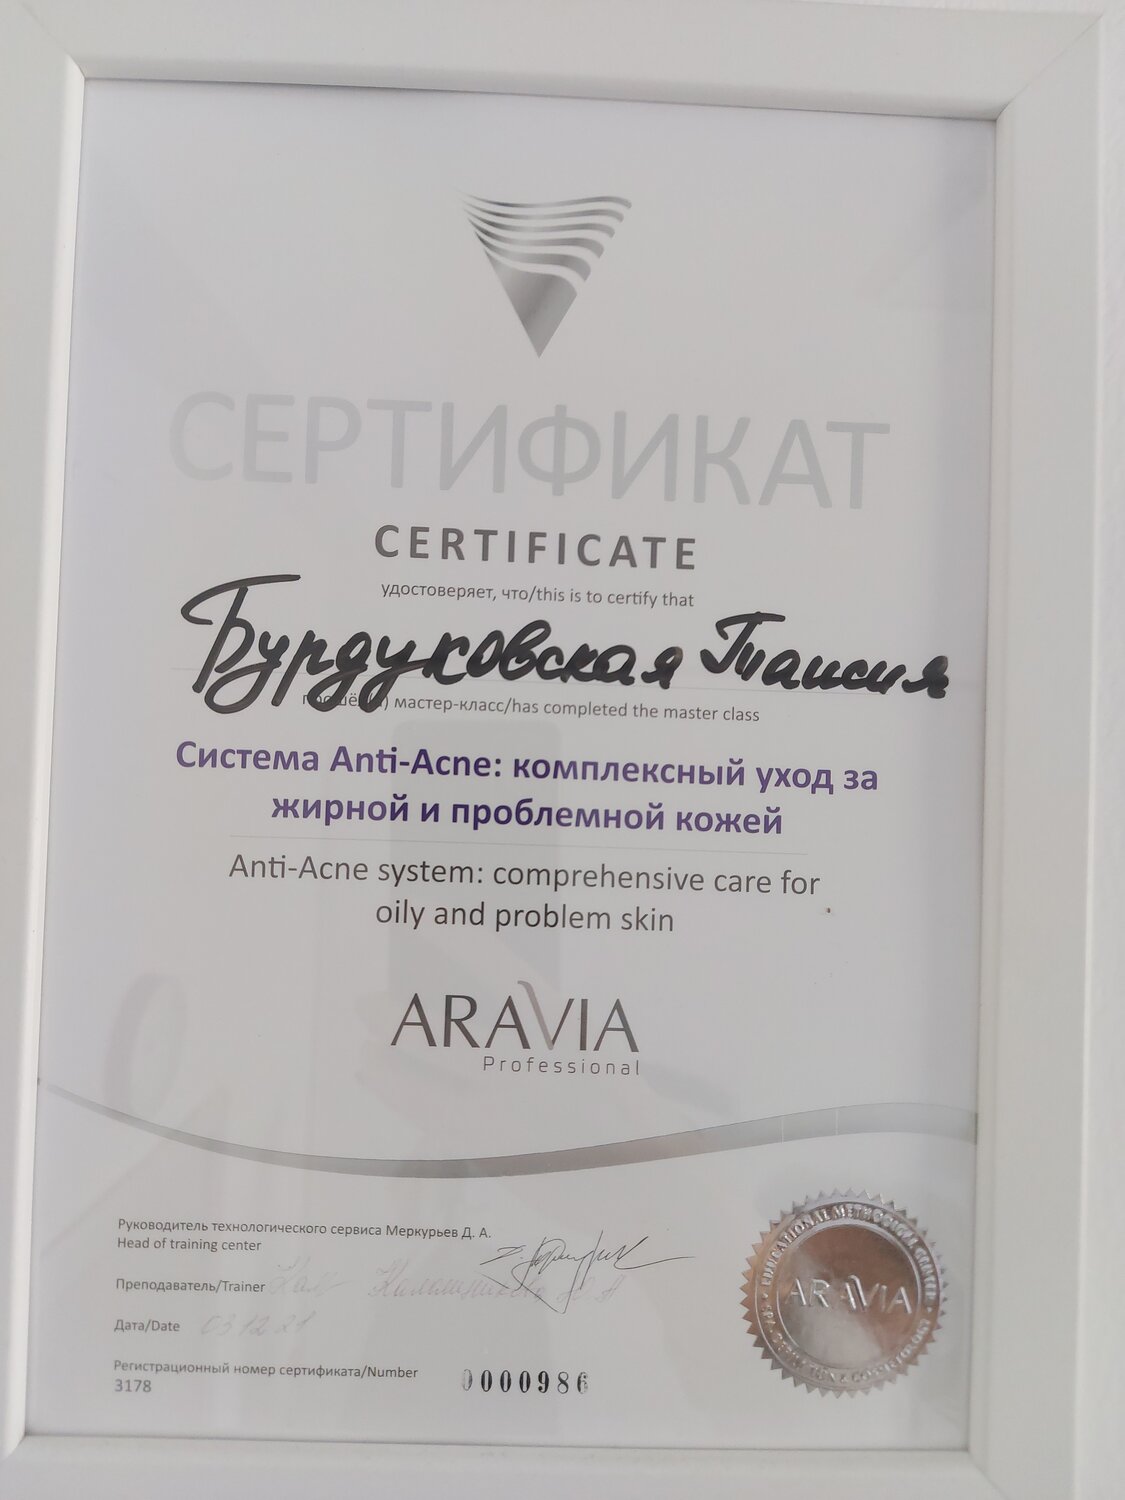 СЕРТИФИКАТ
CERTIFICATE
удостоверяет, что/this is to certify that
Бурдуковская Таисия
мастер-класс/has completed the master class
Система Anti-Acne: комплексный уход за
жирной и проблемной кожей
Anti-Acne system: comprehensive care for
oily and problem skin
ARAVIA
Professional
Руководитель технологического сервиса Меркурьев Д. А.
Head of training center
Преподаватель/Trainer
Дата/Date 03 12 21
Регистрационный номер сертификата/Number
3178
0000986
ARAVIA